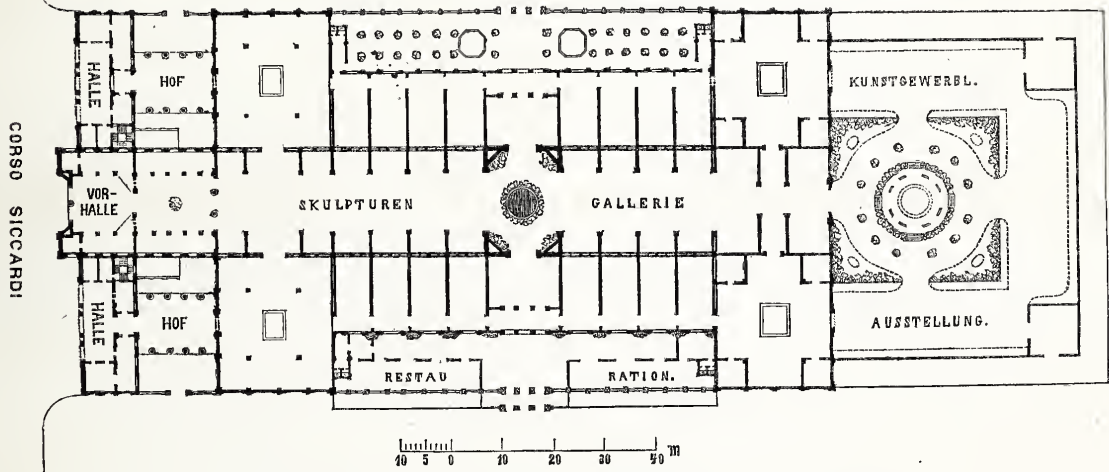 HALLE
HOF
KUNSTGEWERBL.
CORSO SICCARDI
VOR-
HALLE
SKULPTUREN
GALLERIE
HALLE
HOF
AUSSTELLUNG.
RESTAU RATION.
10 5 0 10 20 30 40 m